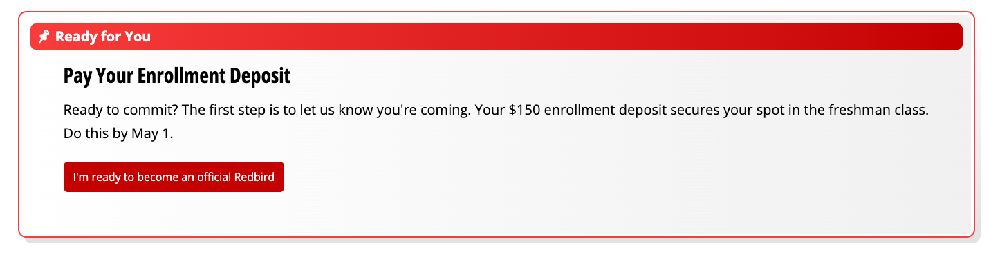 Ready for You
Pay Your Enrollment Deposit
Ready to commit? The first step is to let us know you're coming. Your $150 enrollment deposit secures your spot in the freshman class.
Do this by May 1.
I'm ready to become an official Redbird